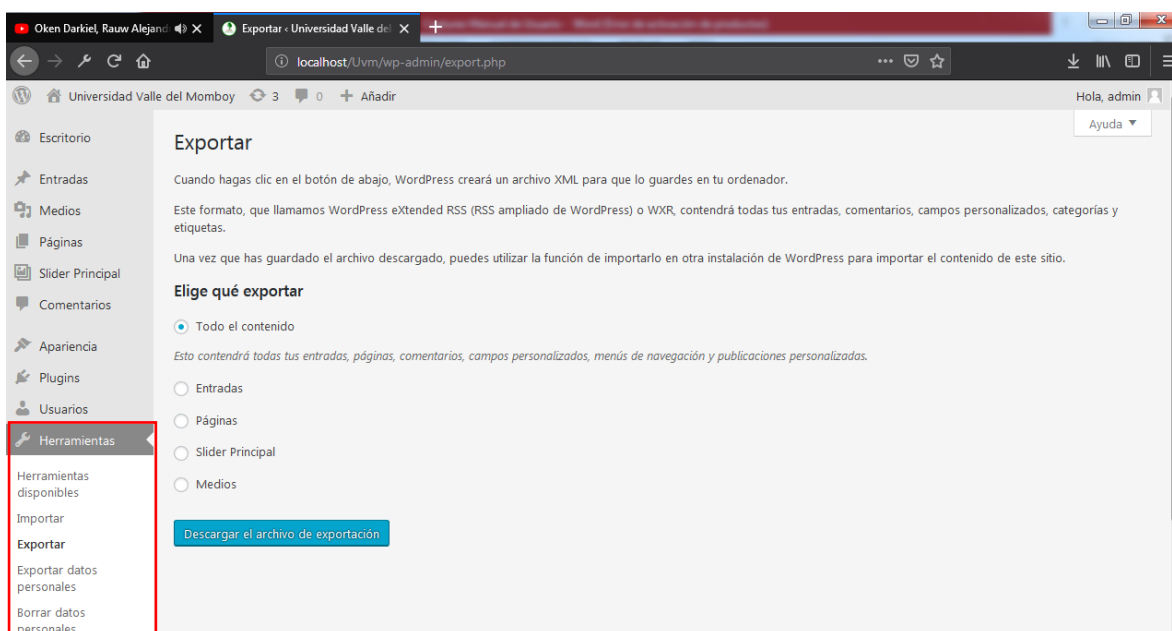 Oken Darkiel, Rauw Alejand
Exportar ‹ Universidad Valle del
localhost/Uvm/wp-admin/export.php
Universidad Valle del Momboy 3 0 + Añadir
Hola, admin
Ayuda
Escritorio
Entradas
Medios
Páginas
Slider Principal
Comentarios
Apariencia
Plugins
Usuarios
Herramientas
Herramientas
disponibles
Importar
Exportar
Exportar datos
personales
Borrar datos
personales
Exportar
Cuando hagas clic en el botón de abajo, WordPress creará un archivo XML para que lo guardes en tu ordenador.
Este formato, que llamamos WordPress eXtended RSS (RSS ampliado de WordPress) o WXR, contendrá todas tus entradas, comentarios, campos personalizados, categorías y
etiquetas.
Una vez que has guardado el archivo descargado, puedes utilizar la función de importarlo en otra instalación de WordPress para importar el contenido de este sitio.
Elige qué exportar
Todo el contenido
Esto contendrá todas tus entradas, páginas, comentarios, campos personalizados, menús de navegación y publicaciones personalizadas.
Entradas
Páginas
Slider Principal
Medios
Descargar el archivo de exportación